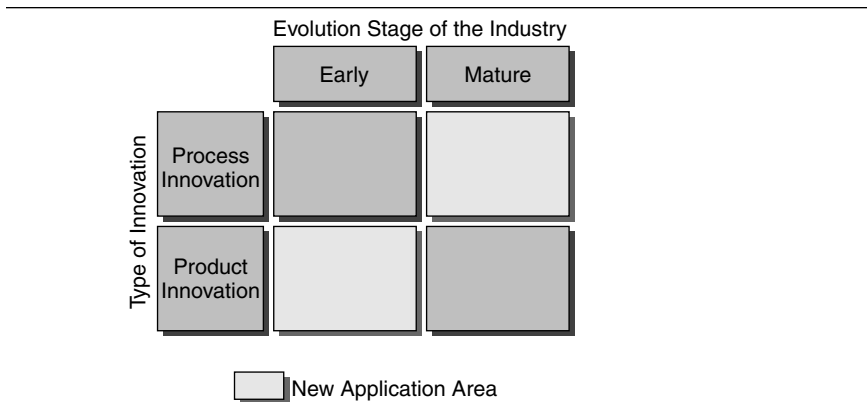 Evolution Stage of the Industry
Early
Mature
Type of Innovation
Process
Innovation
Product
Innovation
New Application Area